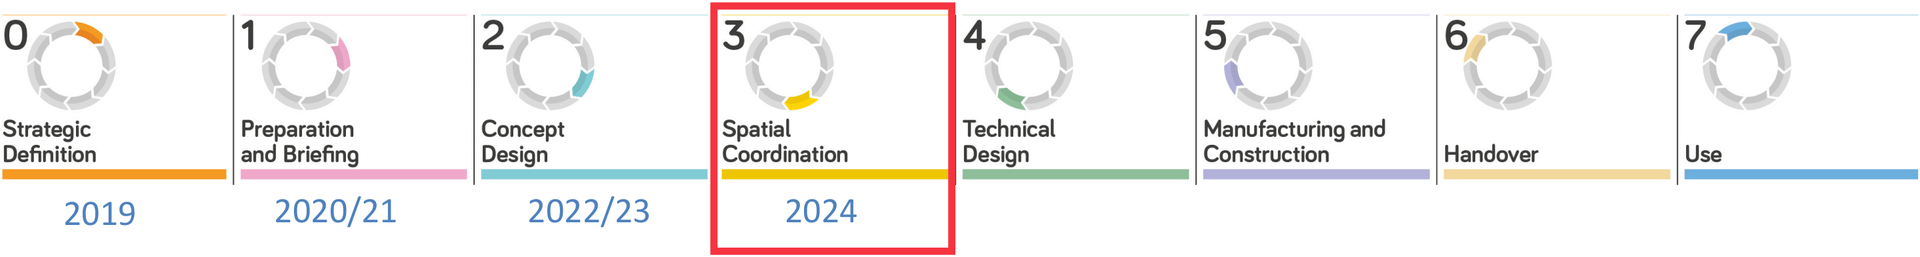 0
Strategic
Definition
2019
1
Preparation
and Briefing
2020/21
2
Concept
Design
2022/23
3
Spatial
Coordination
2024
4
Technical
Design
5
Manufacturing and
Construction
6
Handover
7
Use